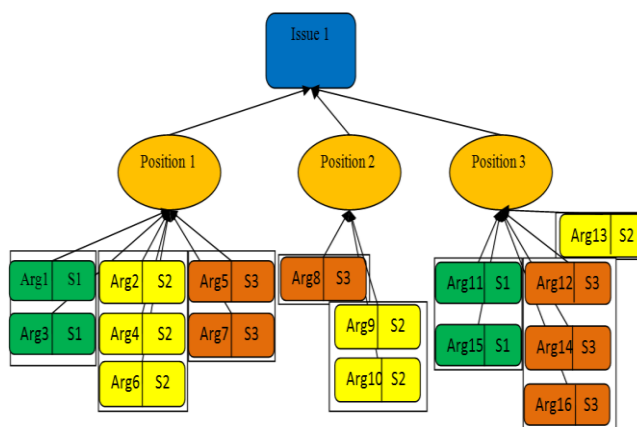 Issue 1
Position 1
Position 2
Position 3
Arg13 S2
Arg1 S1
Arg2 S2
Arg5 S3
Arg8 S3
Arg11 S1
Arg12 S3
Arg3 S1
Arg4 S2
Arg7 S3
Arg9 S2
Arg15 S1
Arg14 S3
Arg6 S2
Arg10 S2
Arg16 S3